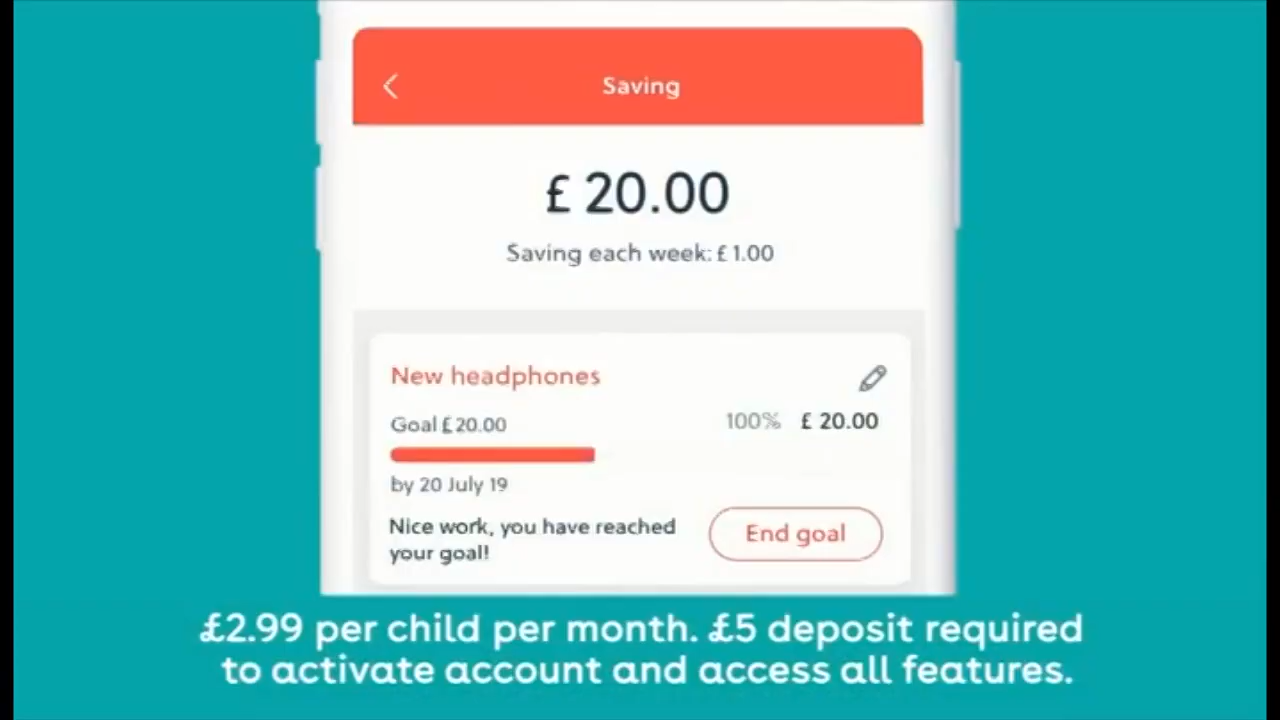 Saving
£ 20.00
Saving each week: £ 1.00
New headphones
Goal £ 20.00
100% £ 20.00
by 20 July 19
Nice work, you have reached
your goal!
End goal
£2.99 per child per month. £5 deposit required
to activate account and access all features.